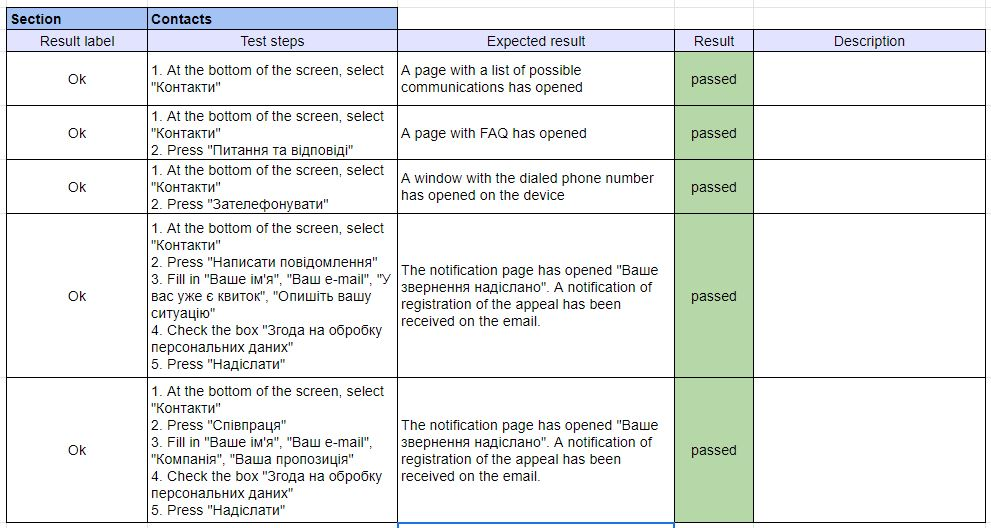 Section Contacts
Result label Test steps Expected result Result Description
Ok
1. At the bottom of the screen, select
"Контакти"
A page with a list of possible
communications has opened
passed
Ok
1. At the bottom of the screen, select
"Контакти"
2. Press "Питання та відповіді"
A page with FAQ has opened
passed
Ok
1. At the bottom of the screen, select
"Контакти"
2. Press "Зателефонувати"
A window with the dialed phone number
has opened on the device
passed
Ok
1. At the bottom of the screen, select
"Контакти"
2. Press "Написати повідомлення"
3. Fill in "Ваше ім'я", "Ваш e-mail", "У
вас уже є квиток", "Опишіть вашу
ситуацію"
4. Check the box "Згода на обробку
персональних даних"
5. Press "Надіслати"
The notification page has opened "Ваше
звернення надіслано". A notification of
registration of the appeal has been
received on the email.
passed
Ok
1. At the bottom of the screen, select
"Контакти"
2. Press "Співпраця"
3. Fill in "Ваше ім'я", "Ваш e-mail",
"Компанія", "Ваша пропозиція"
4. Check the box "Згода на обробку
персональних даних"
5. Press "Надіслати"
The notification page has opened "Ваше
звернення надіслано". A notification of
registration of the appeal has been
received on the email.
passed